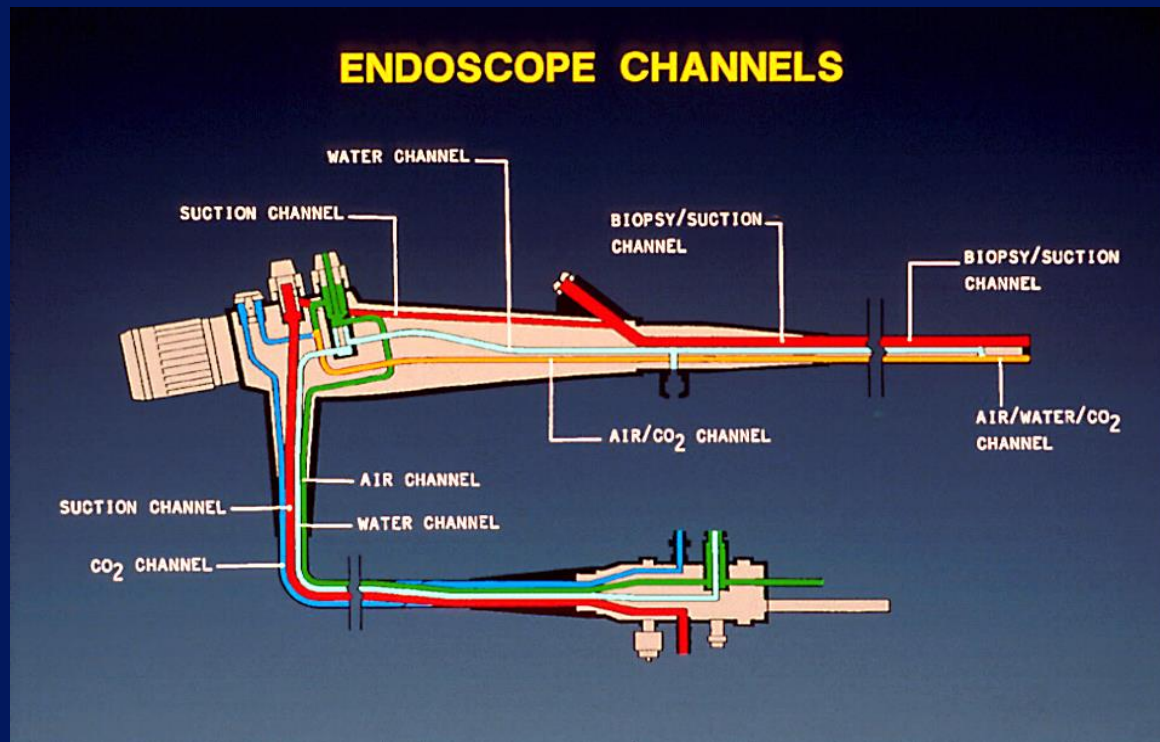 ENDOSCOPE CHANNELS
WATER CHANNEL
SUCTION CHANNEL
BIOPSY/SUCTION
CHANNEL
BIOPSY/SUCTION
CHANNEL
AIR/WATER/CO2
CHANNEL
AIR/CO2 CHANNEL
AIR CHANNEL
SUCTION CHANNEL
WATER CHANNEL
CO2 CHANNEL